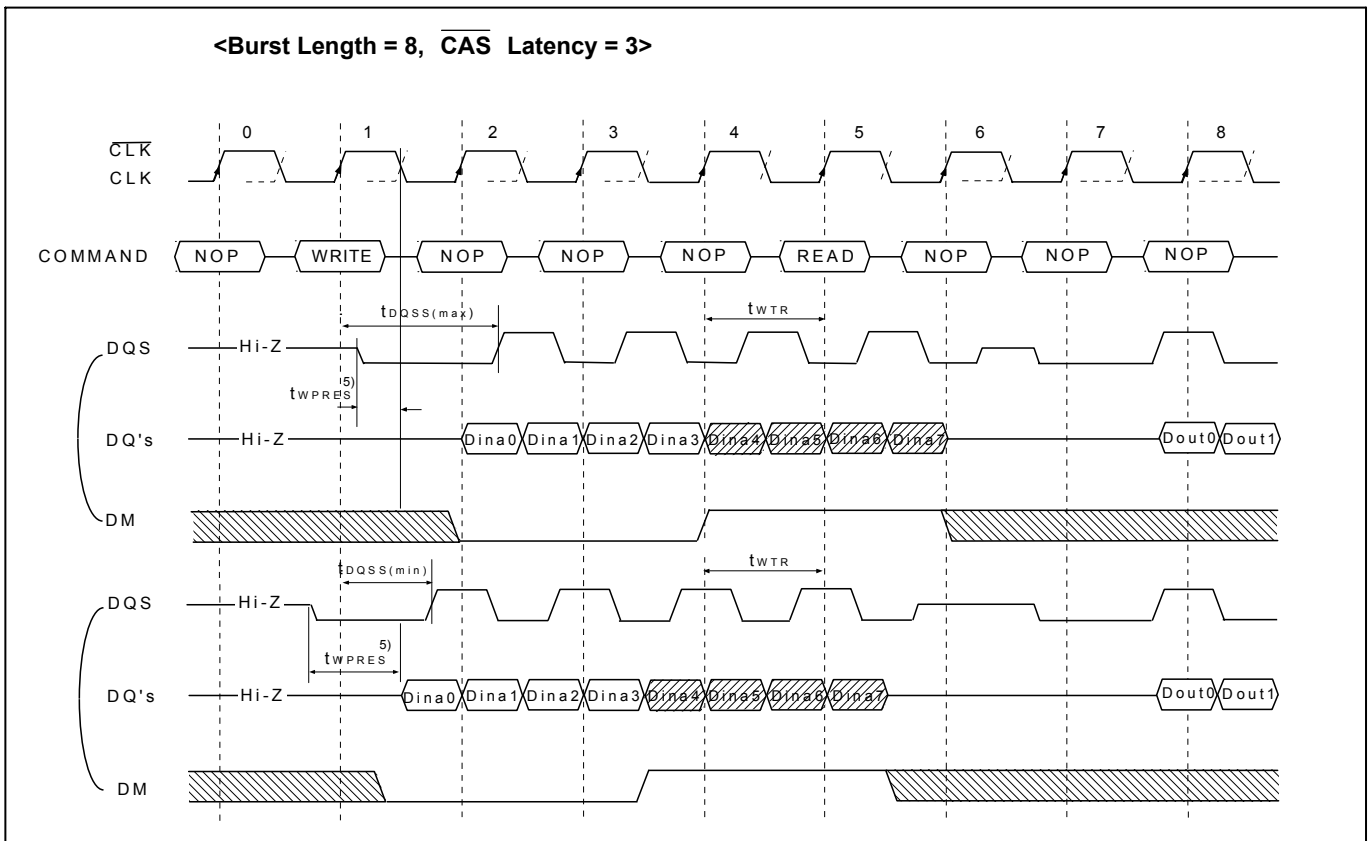 <Burst Length = 8, CAS Latency = 3>
0 1 2 3 4 5 6 7 8
CLK
CLK
COMMAND NOP WRITE NOP NOP NOP READ NOP NOP NOP
tDQSS(max) tWTR
DQS Hi-Z
tWPRES 5)
DQ's Hi-Z Dina0 Dina1 Dina2 Dina3 Dina4 Dina5 Dina6 Dina7 Dout0 Dout1
DM
tDQSS(min) tWTR
DQS Hi-Z
tWPRES 5)
DQ's Hi-Z Dina0 Dina1 Dina2 Dina3 Dina4 Dina5 Dina6 Dina7 Dout0 Dout1
DM